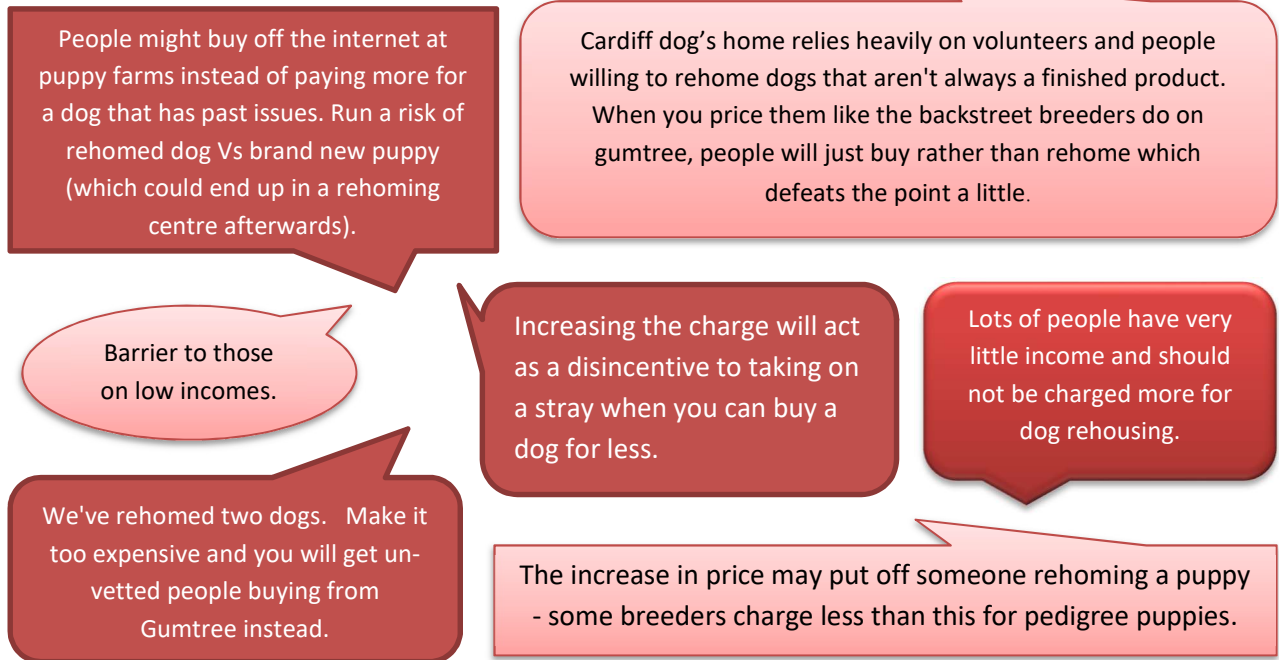 People might buy off the internet at
puppy farms instead of paying more for
a dog that has past issues. Run a risk of
rehomed dog Vs brand new puppy
(which could end up in a rehoming
centre afterwards).
Cardiff dog’s home relies heavily on volunteers and people
willing to rehome dogs that aren't always a finished product.
When you price them like the backstreet breeders do on
gumtree, people will just buy rather than rehome which
defeats the point a little.
Barrier to those
on low incomes.
Increasing the charge will act
as a disincentive to taking on
a stray when you can buy a
dog for less.
Lots of people have very
little income and should
not be charged more for
dog rehousing.
We've rehomed two dogs.   Make it
too expensive and you will get un-
vetted people buying from
Gumtree instead.
The increase in price may put off someone rehoming a puppy
- some breeders charge less than this for pedigree puppies.